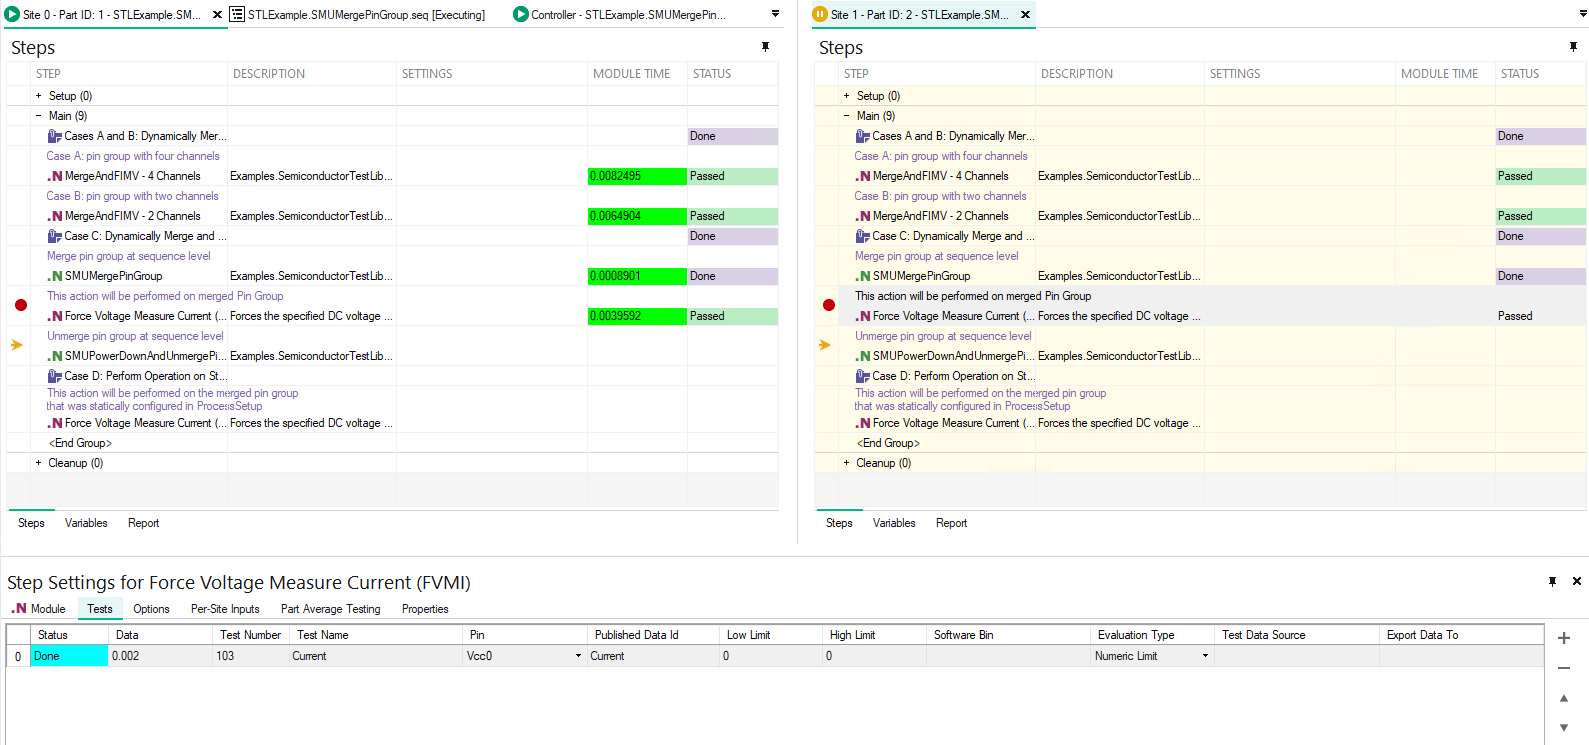 Site 0 - Part ID: 1 - STLExample.SM...
STLExample.SMUMergePinGroup.seq [Executing]
Controller - STLExample.SMUMergePin...
Steps
STEP DESCRIPTION SETTINGS MODULE TIME STATUS
+ Setup (0)
− Main (9)
Cases A and B: Dynamically Mer... Done
Case A: pin group with four channels
.N MergeAndFIMV - 4 Channels Examples.SemiconductorTestLib... 0.0082495 Passed
Case B: pin group with two channels
.N MergeAndFIMV - 2 Channels Examples.SemiconductorTestLib... 0.0064904 Passed
Case C: Dynamically Merge and ... Done
Merge pin group at sequence level
.N SMUMergePinGroup Examples.SemiconductorTestLib... 0.0008901 Done
This action will be performed on merged Pin Group
.N Force Voltage Measure Current (... Forces the specified DC voltage ... 0.0039592 Passed
Unmerge pin group at sequence level
.N SMUPowerDownAndUnmergePi... Examples.SemiconductorTestLib...
Case D: Perform Operation on St...
This action will be performed on the merged pin group
that was statically configured in ProcessSetup
.N Force Voltage Measure Current (... Forces the specified DC voltage ...
<End Group>
+ Cleanup (0)
Steps Variables Report
Site 1 - Part ID: 2 - STLExample.SM...
Steps
STEP DESCRIPTION SETTINGS MODULE TIME STATUS
+ Setup (0)
− Main (9)
Cases A and B: Dynamically Mer... Done
Case A: pin group with four channels
.N MergeAndFIMV - 4 Channels Examples.SemiconductorTestLib... Passed
Case B: pin group with two channels
.N MergeAndFIMV - 2 Channels Examples.SemiconductorTestLib... Passed
Case C: Dynamically Merge and ... Done
Merge pin group at sequence level
.N SMUMergePinGroup Examples.SemiconductorTestLib... Done
This action will be performed on merged Pin Group
.N Force Voltage Measure Current (... Forces the specified DC voltage ... Passed
Unmerge pin group at sequence level
.N SMUPowerDownAndUnmergePi... Examples.SemiconductorTestLib...
Case D: Perform Operation on St...
This action will be performed on the merged pin group
that was statically configured in ProcessSetup
.N Force Voltage Measure Current (... Forces the specified DC voltage ...
<End Group>
+ Cleanup (0)
Steps Variables Report
Step Settings for Force Voltage Measure Current (FVMI)
.N Module Tests Options Per-Site Inputs Part Average Testing Properties
Status Data Test Number Test Name Pin Published Data Id Low Limit High Limit Software Bin Evaluation Type Test Data Source Export Data To
0 Done 0.002 103 Current Vcc0 Current 0 0 Numeric Limit